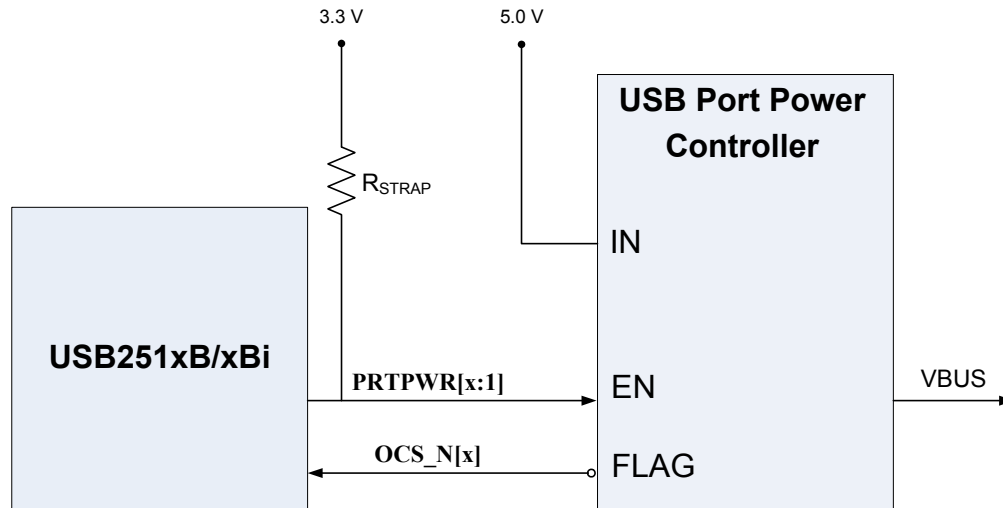 3.3 V
5.0 V
USB Port Power
Controller
RSTRAP
IN
USB251xB/xBi
PRTPWR[x:1]
EN
VBUS
OCS_N[x]
FLAG